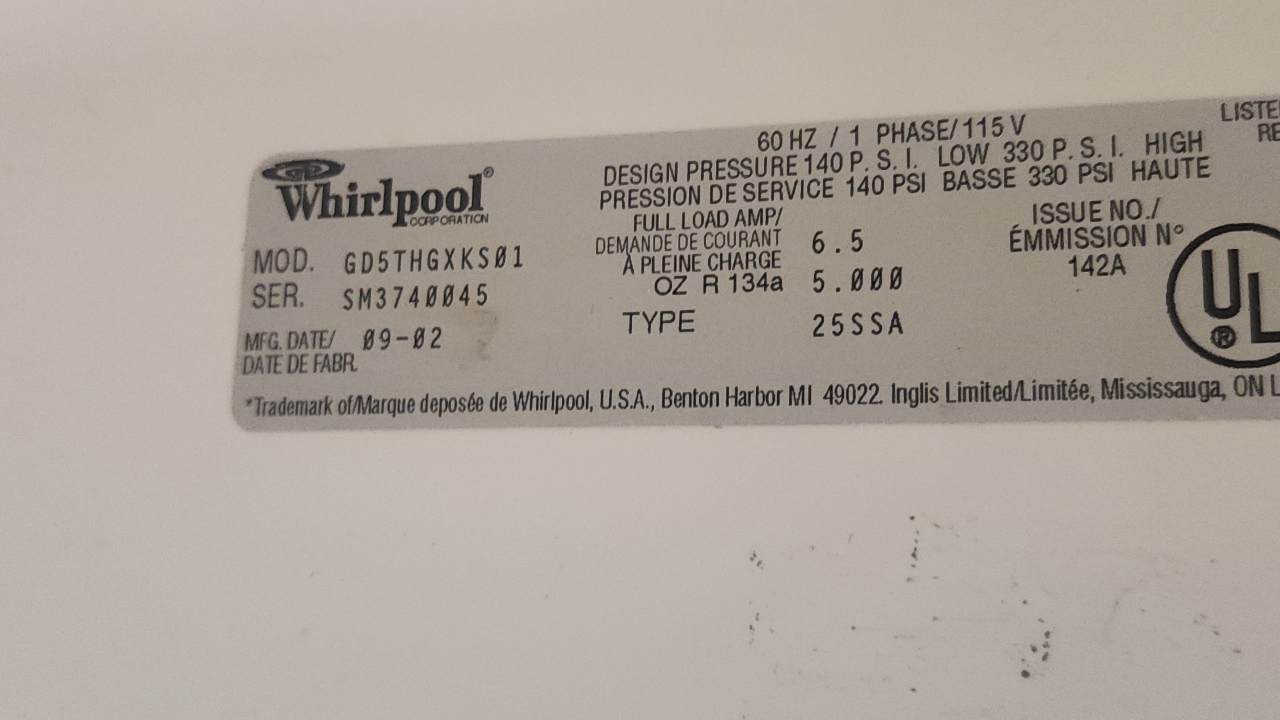 Whirlpool®
CORPORATION
MOD. GD5THGXKS01
SER. SM3740045
MFG. DATE/ 09-02
DATE DE FABR.
60 HZ / 1 PHASE/115 V
DESIGN PRESSURE 140 P. S. I. LOW 330 P. S. I. HIGH
PRESSION DE SERVICE 140 PSI BASSE 330 PSI HAUTE
FULL LOAD AMP/
DEMANDE DE COURANT 6.5
À PLEINE CHARGE
OZ R 134a 5.000
TYPE 25SSA
ISSUE NO./
ÉMMISSION Nº
142A
UL
®
*Trademark of/Marque deposée de Whirlpool, U.S.A., Benton Harbor MI 49022. Inglis Limited/Limitée, Mississauga, ON